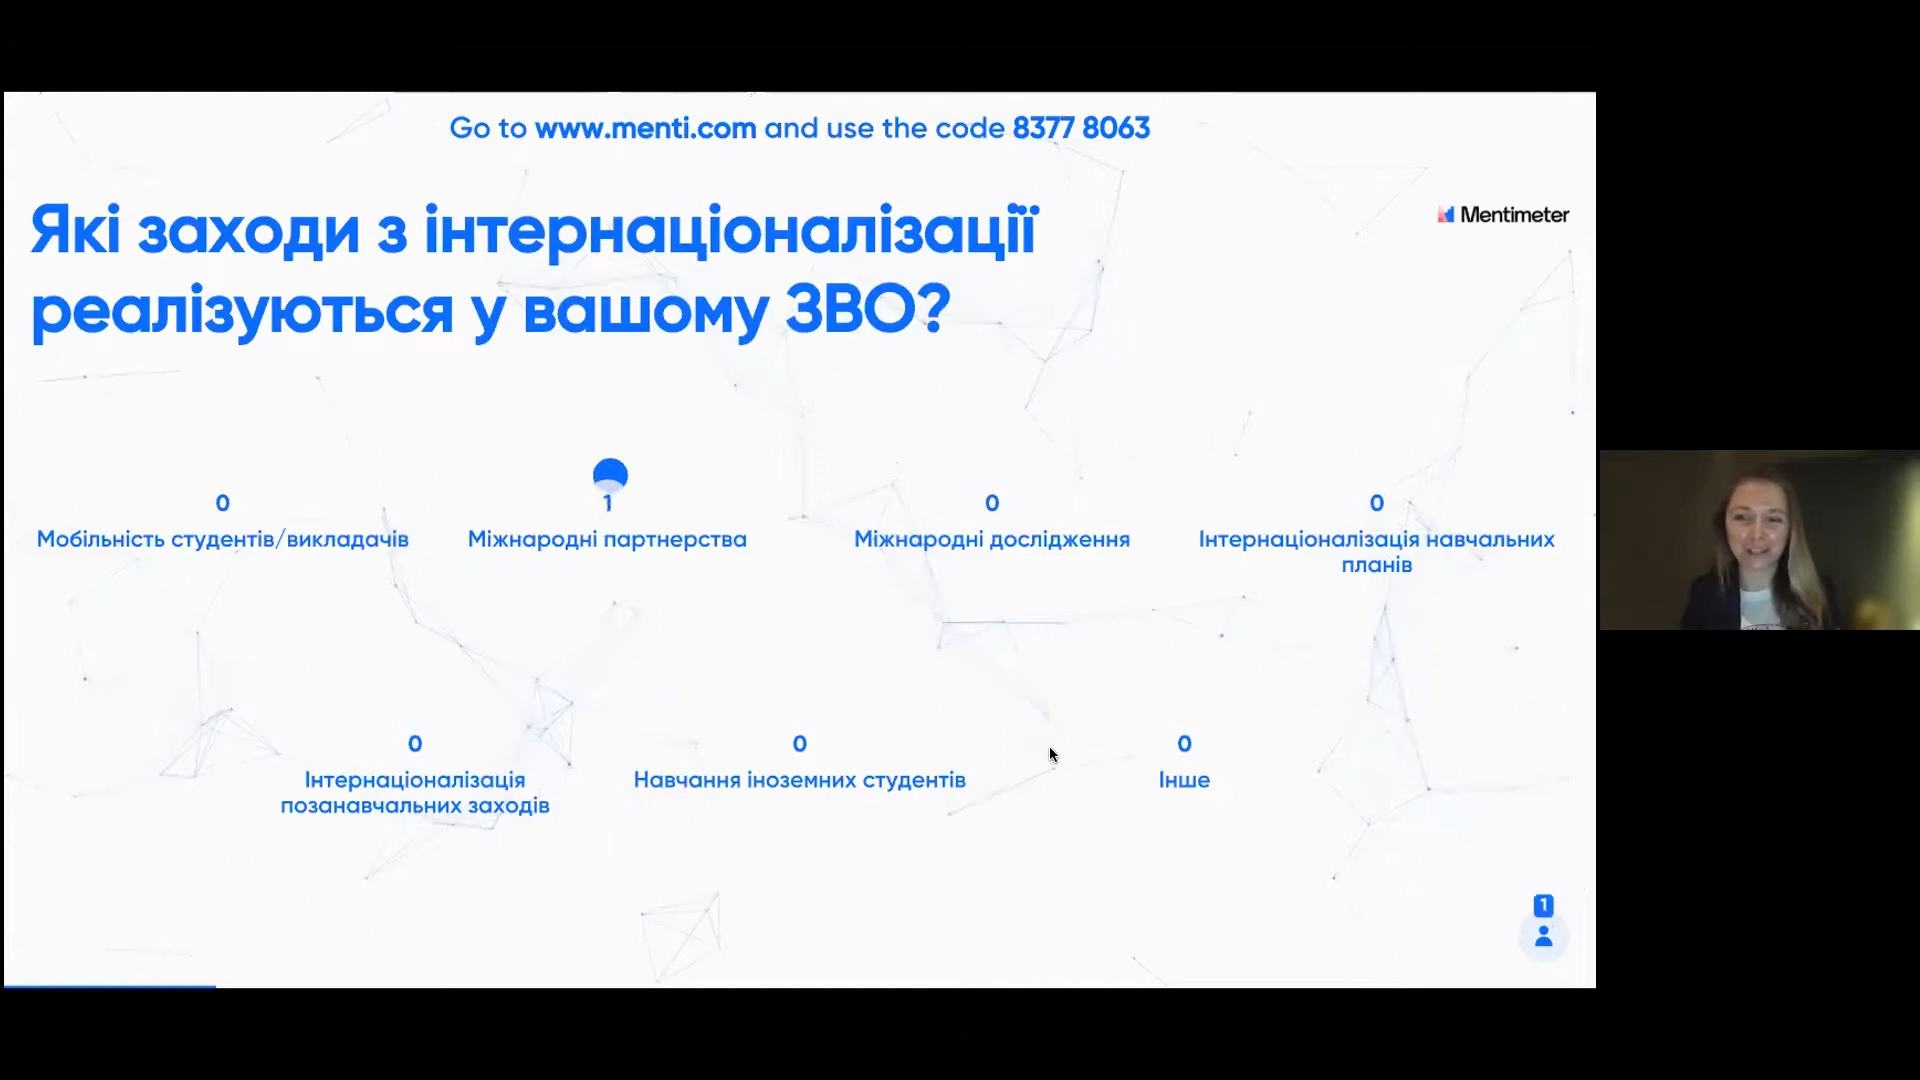 Go to www.menti.com and use the code 8377 8063
Які заходи з інтернаціоналізації
реалізуються у вашому ЗВО?
Mentimeter
0
Мобільність студентів/викладачів
1
Міжнародні партнерства
0
Міжнародні дослідження
0
Інтернаціоналізація навчальних
планів
0
Інтернаціоналізація
позанавчальних заходів
0
Навчання іноземних студентів
0
Інше
1